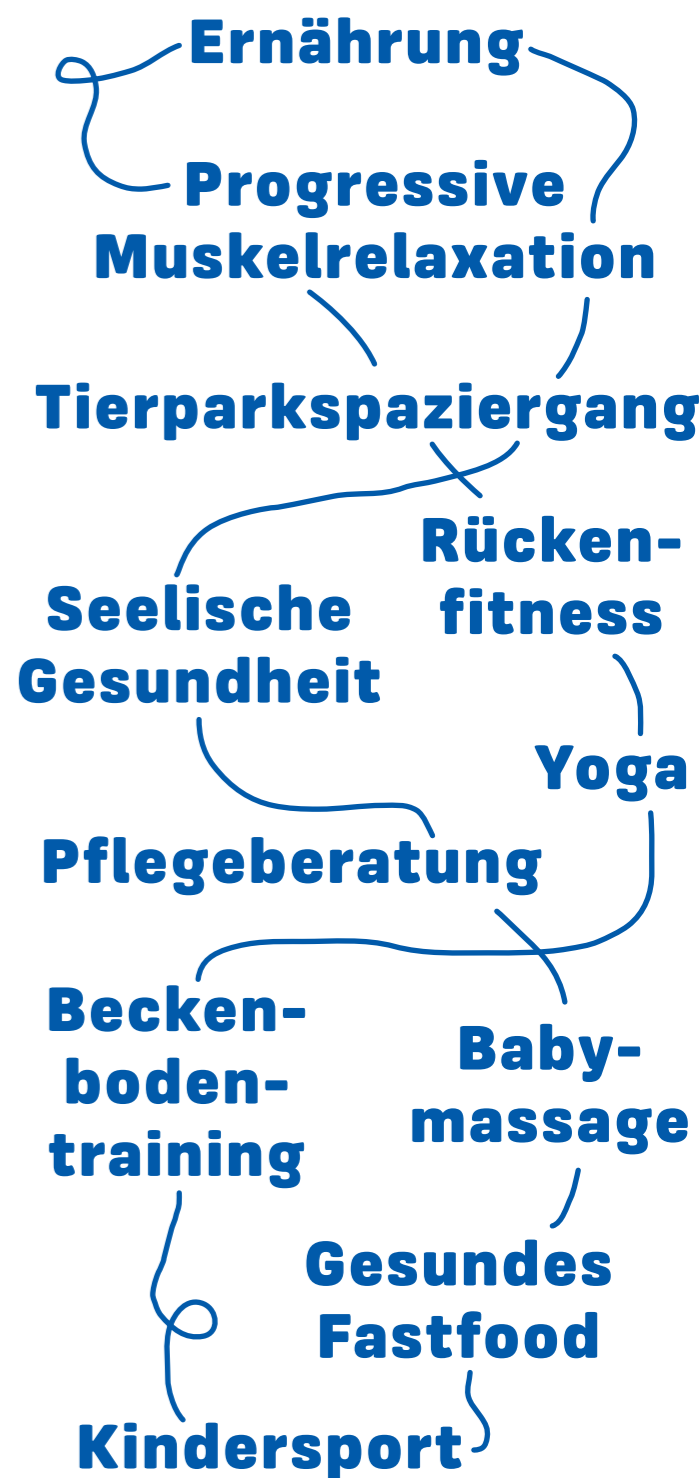 Ernährung
Progressive
Muskelrelaxation
Tierparkspaziergang
Rücken-
fitness
Seelische
Gesundheit
Yoga
Pflegeberatung
Becken-
boden-
training
Baby-
massage
Gesundes
Fastfood
Kindersport